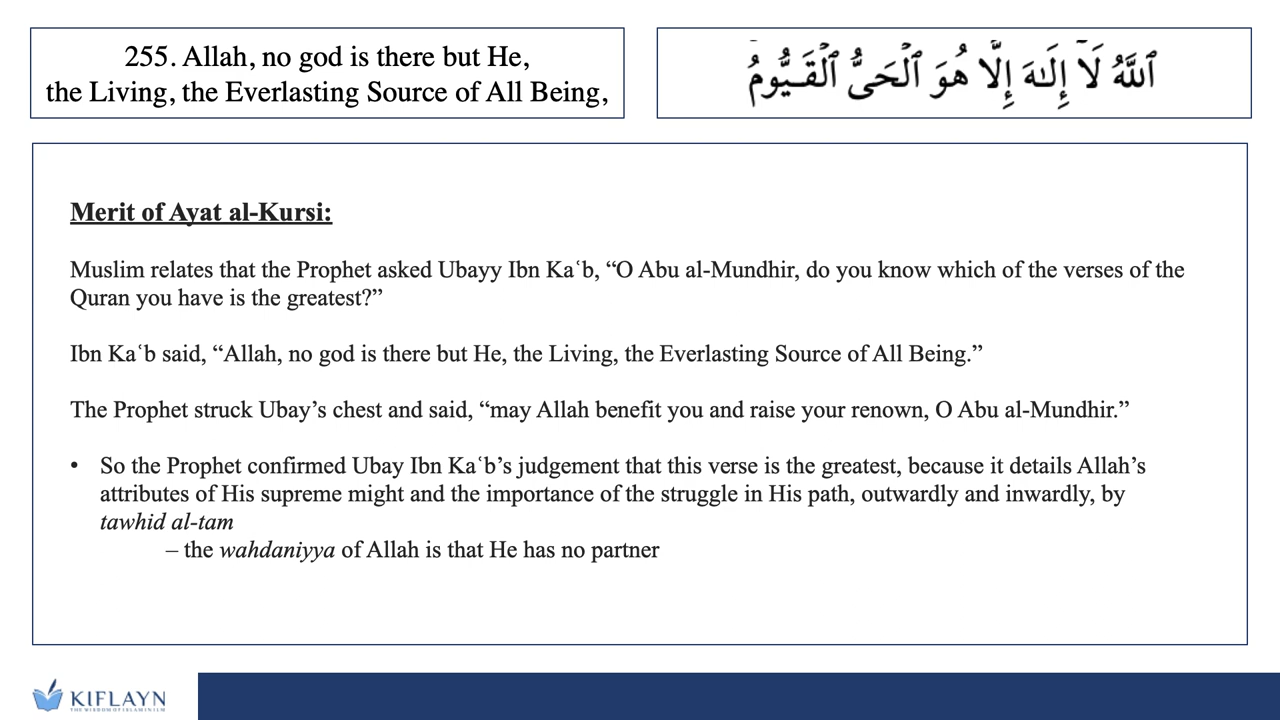 255. Allah, no god is there but He,
the Living, the Everlasting Source of All Being,
ٱللَّهُ لَآ إِلَـٰهَ إِلَّا هُوَ ٱلْحَىُّ ٱلْقَيُّومُ
Merit of Ayat al-Kursi:
Muslim relates that the Prophet asked Ubayy Ibn Kaʿb, “O Abu al-Mundhir, do you know which of the verses of the
Quran you have is the greatest?”
Ibn Kaʿb said, “Allah, no god is there but He, the Living, the Everlasting Source of All Being.”
The Prophet struck Ubay’s chest and said, “may Allah benefit you and raise your renown, O Abu al-Mundhir.”
• So the Prophet confirmed Ubay Ibn Kaʿb’s judgement that this verse is the greatest, because it details Allah’s
attributes of His supreme might and the importance of the struggle in His path, outwardly and inwardly, by
tawhid al-tam
– the wahdaniyya of Allah is that He has no partner
KIFLAYN
THE WISDOM OF ISLAM IN ILM